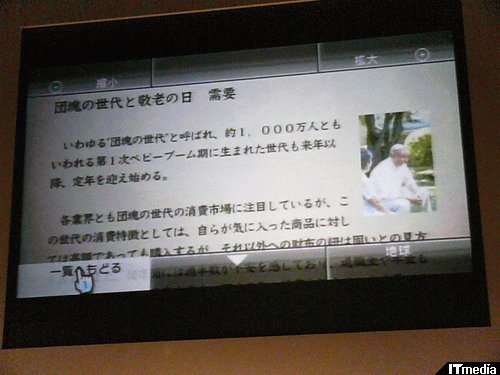 縮小
拡大
団塊の世代と敬老の日　需要
いわゆる"団塊の世代"と呼ばれ、約１，０００万人とも
いわれる第１次ベビーブーム期に生まれた世代も来年以
降、定年を迎え始める。
各業界とも団塊の世代の消費市場に注目しているが、こ
の世代の消費特徴としては、自らが気に入った商品に対し
ては高額であっても購入するが、それ以外への財布の紐は固いとの見方
一覧へもどる
地球
ITmedia